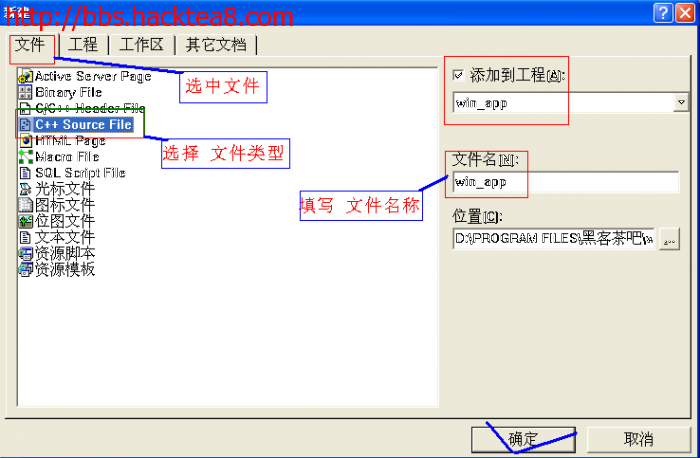 新建
http://bbs.hacktea8.com
文件 工程 工作区 其它文档
Active Server Page
Binary File
C/C++ Header File
C++ Source File
HTML Page
Macro File
SQL Script File
光标文件
图标文件
位图文件
文本文件
资源脚本
资源模板
选中文件
选择 文件类型
填写 文件名称
添加到工程[A]:
win_app
文件名[N]:
win_app
位置[C]:
D:\PROGRAM FILES\黑客茶吧\
...
确定 取消